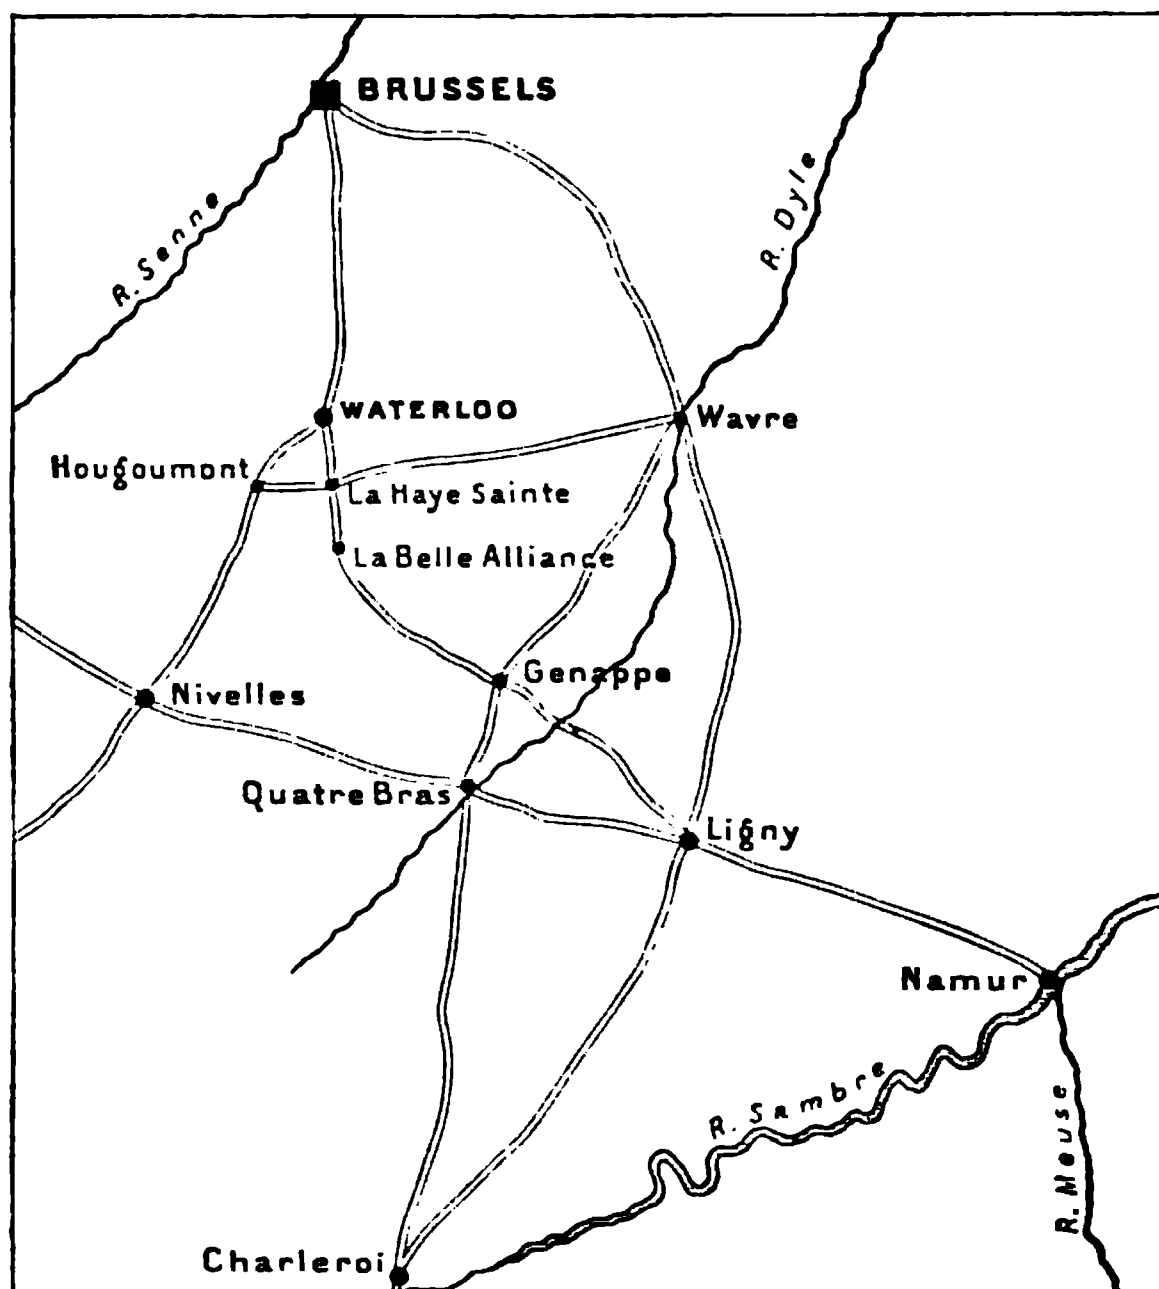 BRUSSELS
R. Dyle
R. Senne
WATERLOO
Wavre
Hougoumont
La Haye Sainte
La Belle Alliance
Genappe
Nivelles
Quatre Bras
Ligny
Namur
R. Sambre
R. Meuse
Charleroi